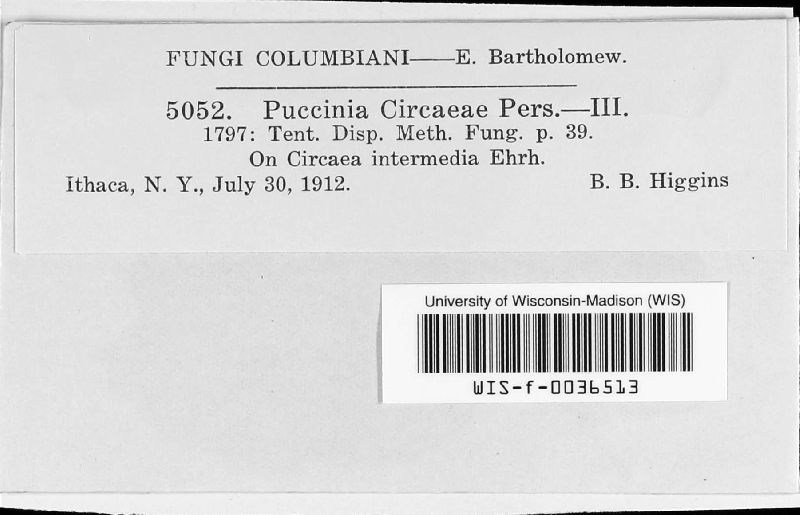 FUNGI COLUMBIANI——E. Bartholomew.
5052. Puccinia Circaeae Pers.—III.
1797: Tent. Disp. Meth. Fung. p. 39.
On Circaea intermedia Ehrh.
Ithaca, N. Y., July 30, 1912. B. B. Higgins
University of Wisconsin-Madison (WIS)
WIS-f-0036513